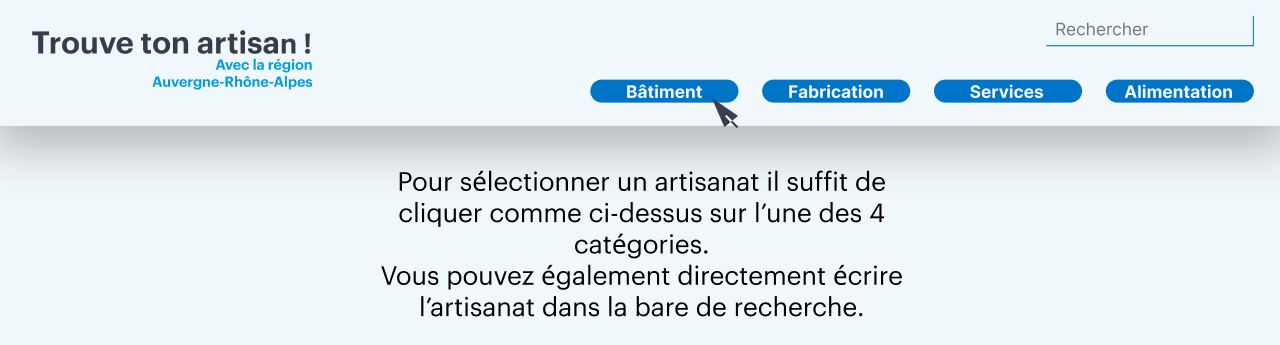 Trouve ton artisan !
Avec la région
Auvergne-Rhône-Alpes
Rechercher
Bâtiment
Fabrication
Services
Alimentation
Pour sélectionner un artisanat il suffit de
cliquer comme ci-dessus sur l’une des 4
catégories.
Vous pouvez également directement écrire
l’artisanat dans la bare de recherche.